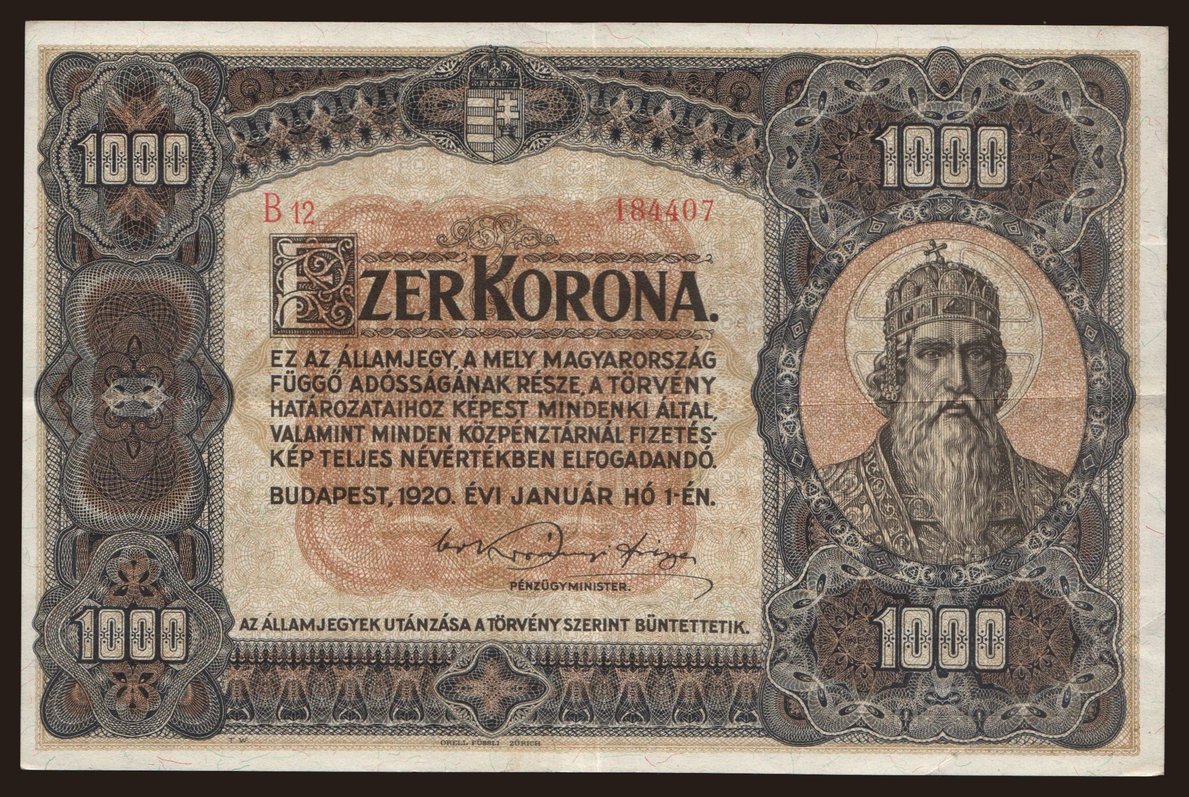 1000
1000
B 12
184407
EZER KORONA.
EZ AZ ÁLLAMJEGY, A MELY MAGYARORSZÁG
FÜGGŐ ADÓSSÁGÁNAK RÉSZE, A TÖRVÉNY
HATÁROZATAIHOZ KÉPEST MINDENKI ÁLTAL,
VALAMINT MINDEN KÖZPÉNZTÁRNÁL FIZETÉS-
KÉP TELJES NÉVÉRTÉKBEN ELFOGADANDÓ.
BUDAPEST, 1920. ÉVI JANUÁR HÓ 1-ÉN.
PÉNZÜGYMINISTER.
1000
1000
AZ ÁLLAMJEGYEK UTÁNZÁSA A TÖRVÉNY SZERINT BÜNTETTETIK.
T. W.
ORELL FÜSSLI ZÜRICH